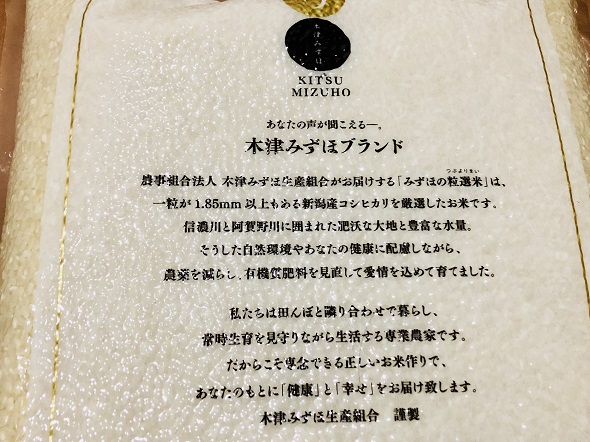 木津みずほ
KITSU
MIZUHO
あなたの声が聞こえる―。
木津みずほブランド
農事組合法人 木津みずほ生産組合がお届けする「みずほの粒選米」は、
つぶよりまい
一粒が1.85mm以上もある新潟産コシヒカリを厳選したお米です。
信濃川と阿賀野川に囲まれた肥沃な大地と豊富な水量。
そうした自然環境やあなたの健康に配慮しながら、
農薬を減らし、有機質肥料を見直して愛情を込めて育てました。
私たちは田んぼと隣り合わせで暮らし、
常時生育を見守りながら生活する専業農家です。
だからこそ専念できる正しいお米作りで、
あなたのもとに「健康」と「幸せ」をお届け致します。
木津みずほ生産組合 謹製